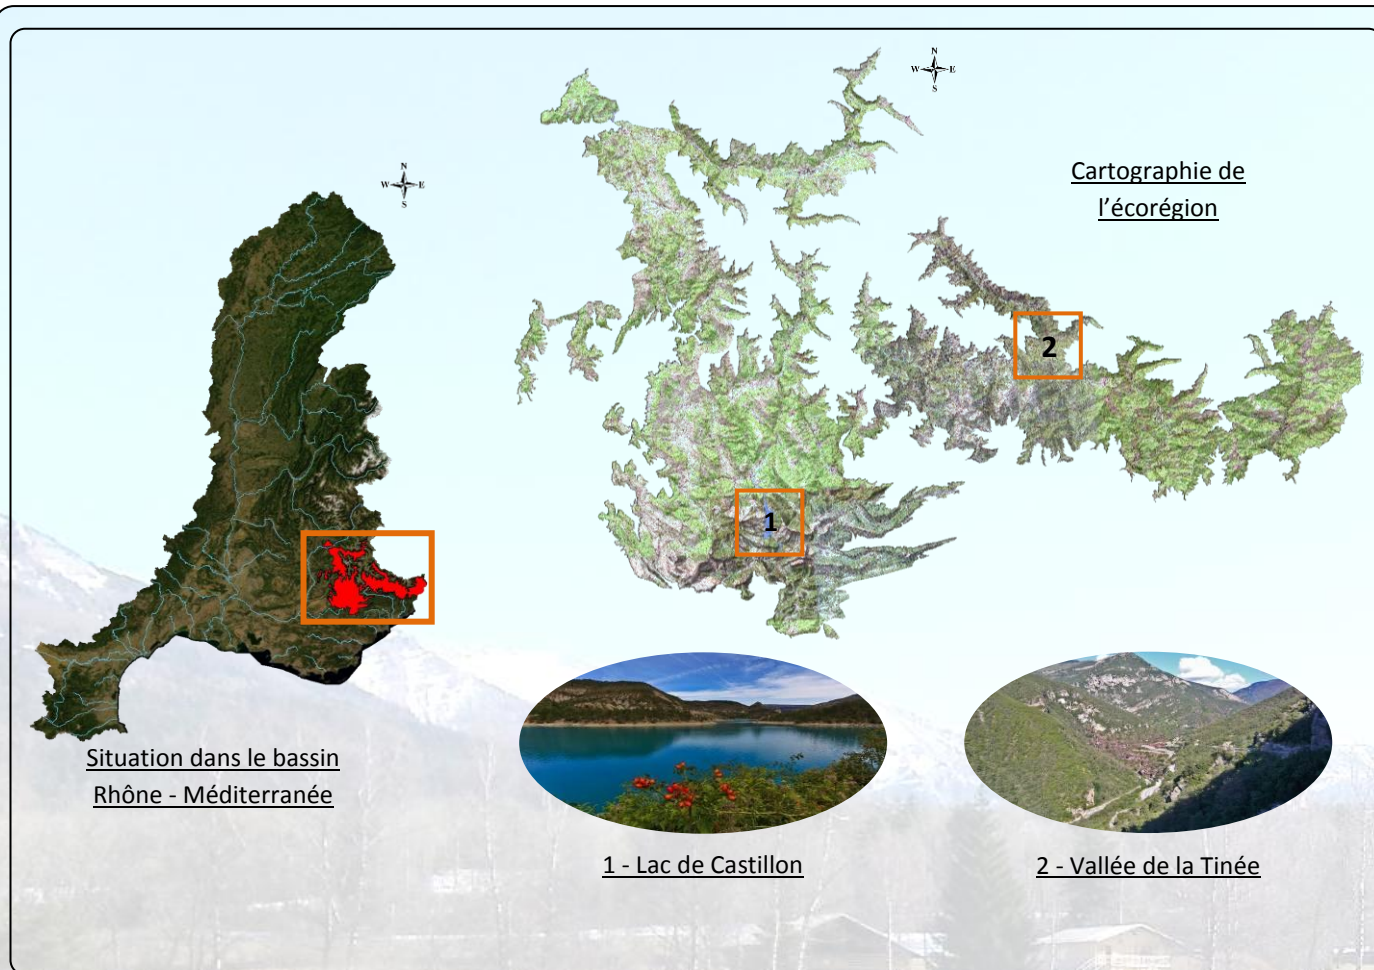 N
W E
S
Cartographie de
l'écorégion
N
W E
S
2
1
Situation dans le bassin
Rhône - Méditerranée
1 - Lac de Castillon
2 - Vallée de la Tinée